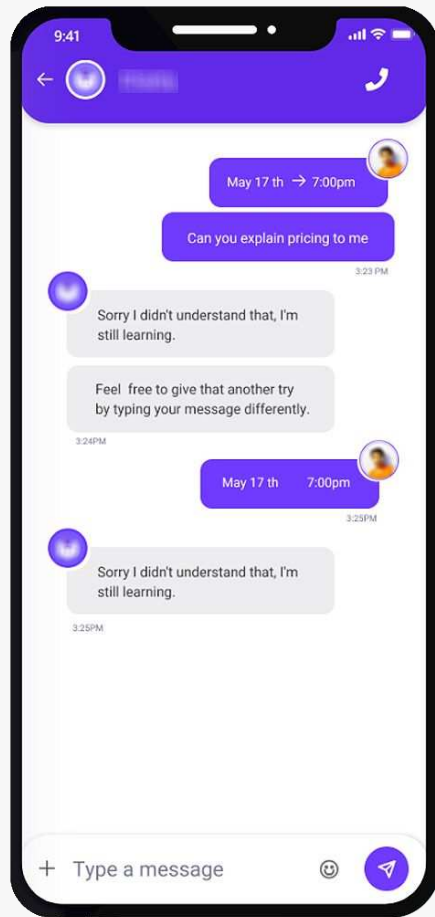 9:41
May 17 th → 7:00pm
Can you explain pricing to me
3:23 PM
Sorry I didn't understand that, I'm
still learning.
Feel free to give that another try
by typing your message differently.
3:24PM
May 17 th 7:00pm
3:25PM
Sorry I didn't understand that, I'm
still learning.
3:25PM
Type a message